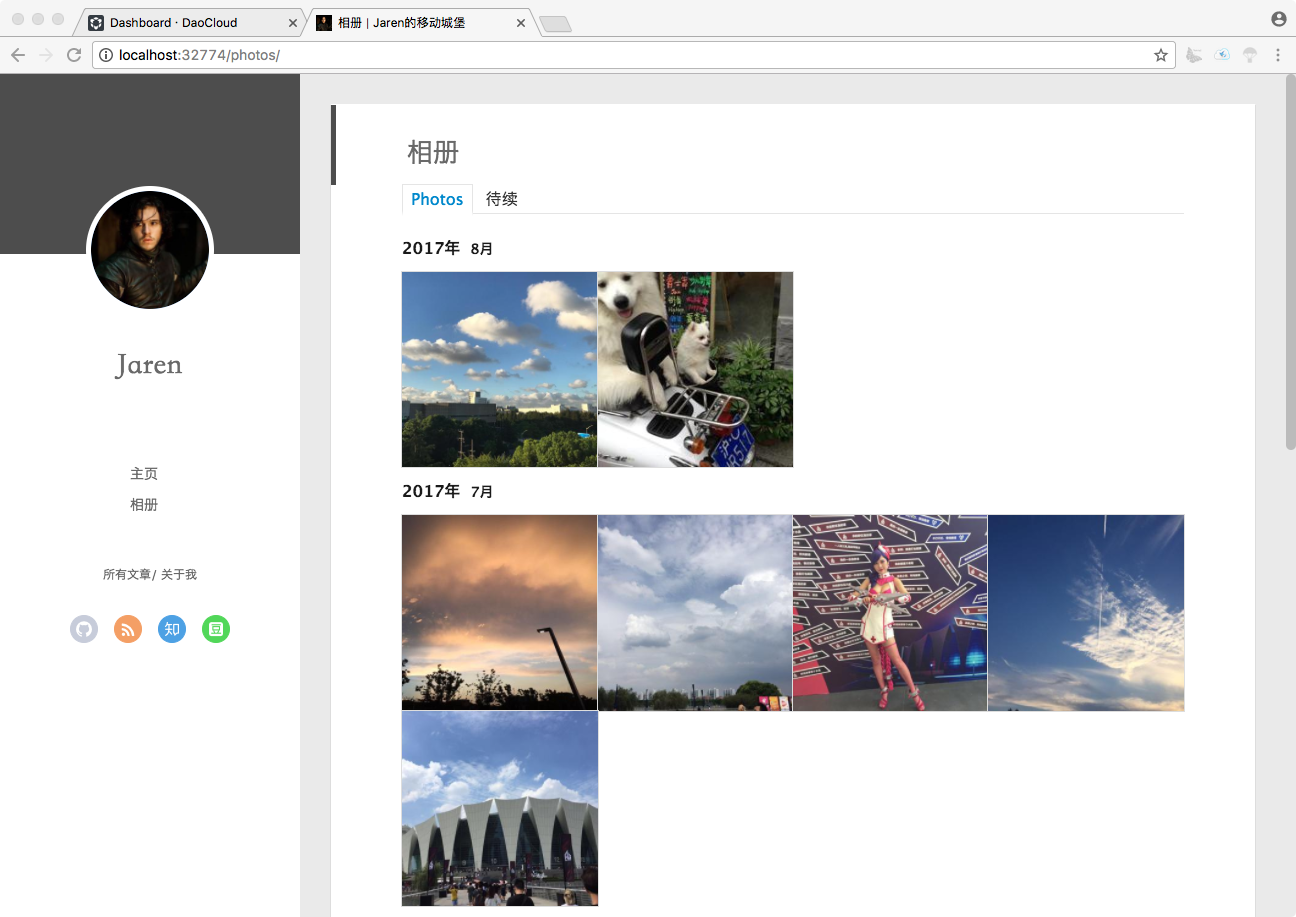 Dashboard · DaoCloud
相册 | Jaren的移动城堡
localhost:32774/photos/
Jaren
主页
相册
所有文章/ 关于我
知
豆
相册
Photos
待续
2017年 8月
2017年 7月